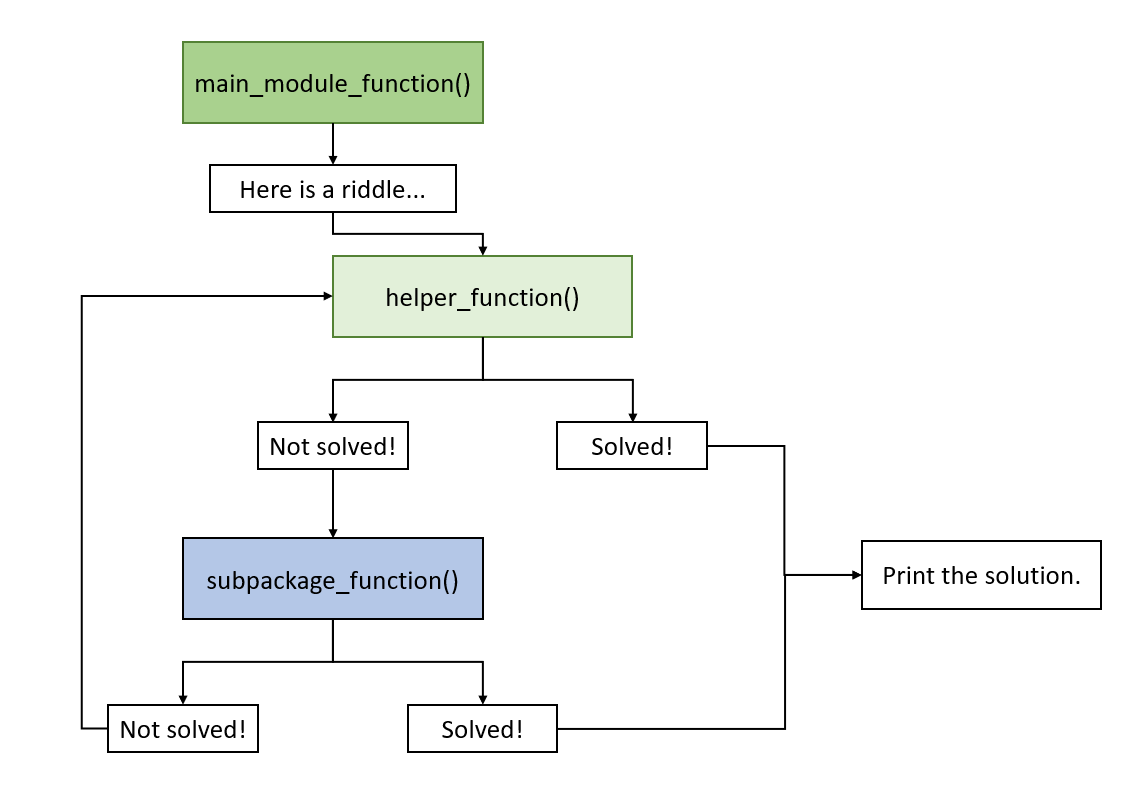 main_module_function()
Here is a riddle...
helper_function()
Not solved!
Solved!
subpackage_function()
Print the solution.
Not solved!
Solved!